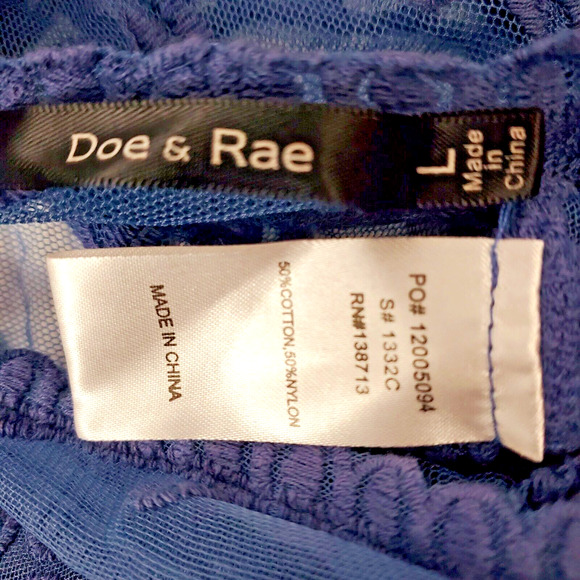 Doe & Rae
L
Made
in
China
PO# 12005094
S# 1332C
RN#138713
50%COTTON,50%NYLON
MADE IN CHINA